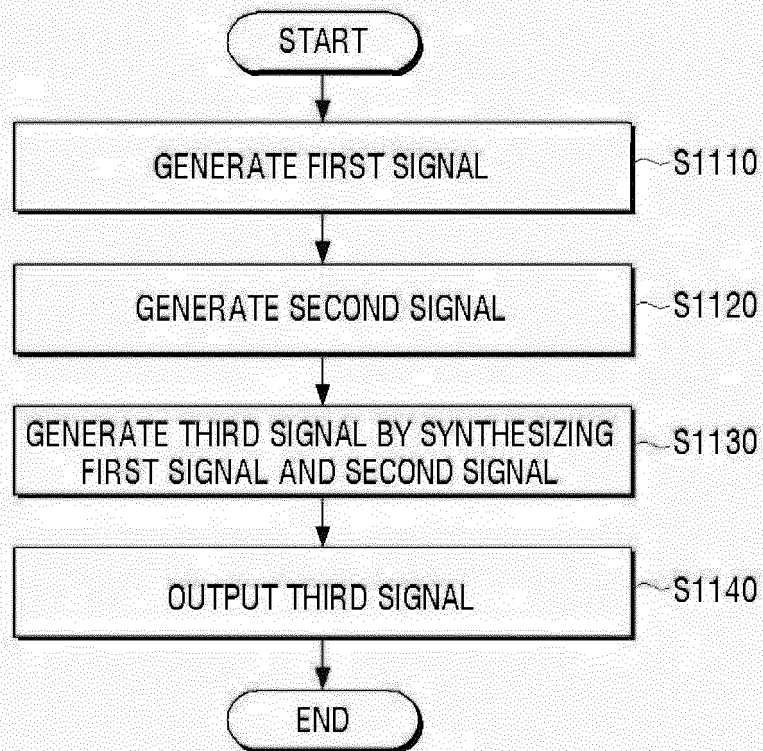 START
GENERATE FIRST SIGNAL
S1110
GENERATE SECOND SIGNAL
S1120
GENERATE THIRD SIGNAL BY SYNTHESIZING
FIRST SIGNAL AND SECOND SIGNAL
S1130
OUTPUT THIRD SIGNAL
S1140
END